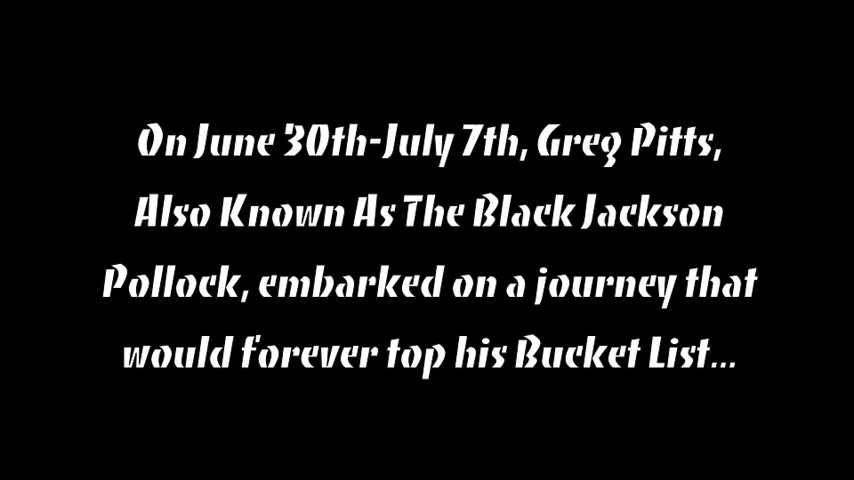 On June 30th-July 7th, Greg Pitts,
Also Known As The Black Jackson
Pollock, embarked on a journey that
would forever top his Bucket List...